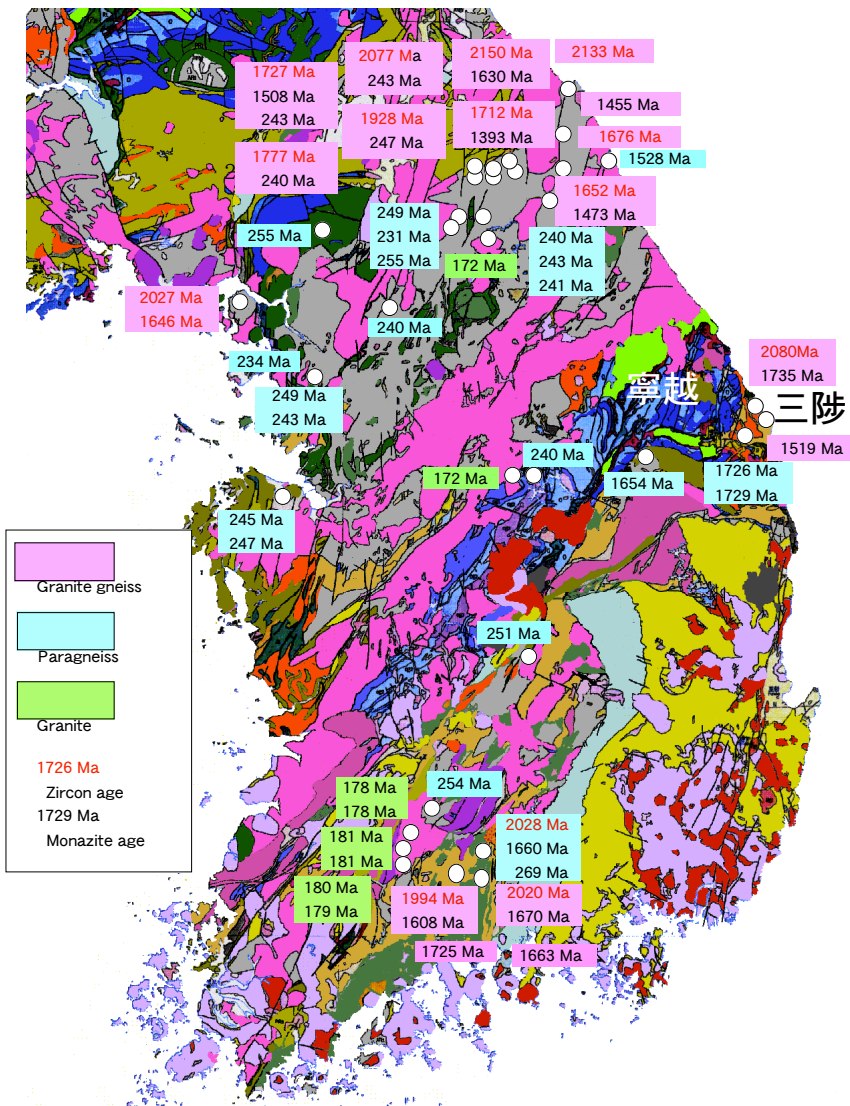 2077 Ma
243 Ma
2150 Ma
1630 Ma
2133 Ma
1727 Ma
1508 Ma
243 Ma
1455 Ma
1928 Ma
247 Ma
1712 Ma
1393 Ma
1676 Ma
1528 Ma
1777 Ma
240 Ma
1652 Ma
1473 Ma
255 Ma
249 Ma
231 Ma
255 Ma
172 Ma
240 Ma
243 Ma
241 Ma
2027 Ma
1646 Ma
240 Ma
234 Ma
249 Ma
243 Ma
寧越
2080Ma
1735 Ma
三陟
1519 Ma
172 Ma
240 Ma
1654 Ma
1726 Ma
1729 Ma
245 Ma
247 Ma
Granite gneiss
Paragneiss
Granite
1726 Ma
Zircon age
1729 Ma
Monazite age
251 Ma
178 Ma
178 Ma
254 Ma
181 Ma
181 Ma
2028 Ma
1660 Ma
269 Ma
180 Ma
179 Ma
1994 Ma
1608 Ma
2020 Ma
1670 Ma
1725 Ma
1663 Ma